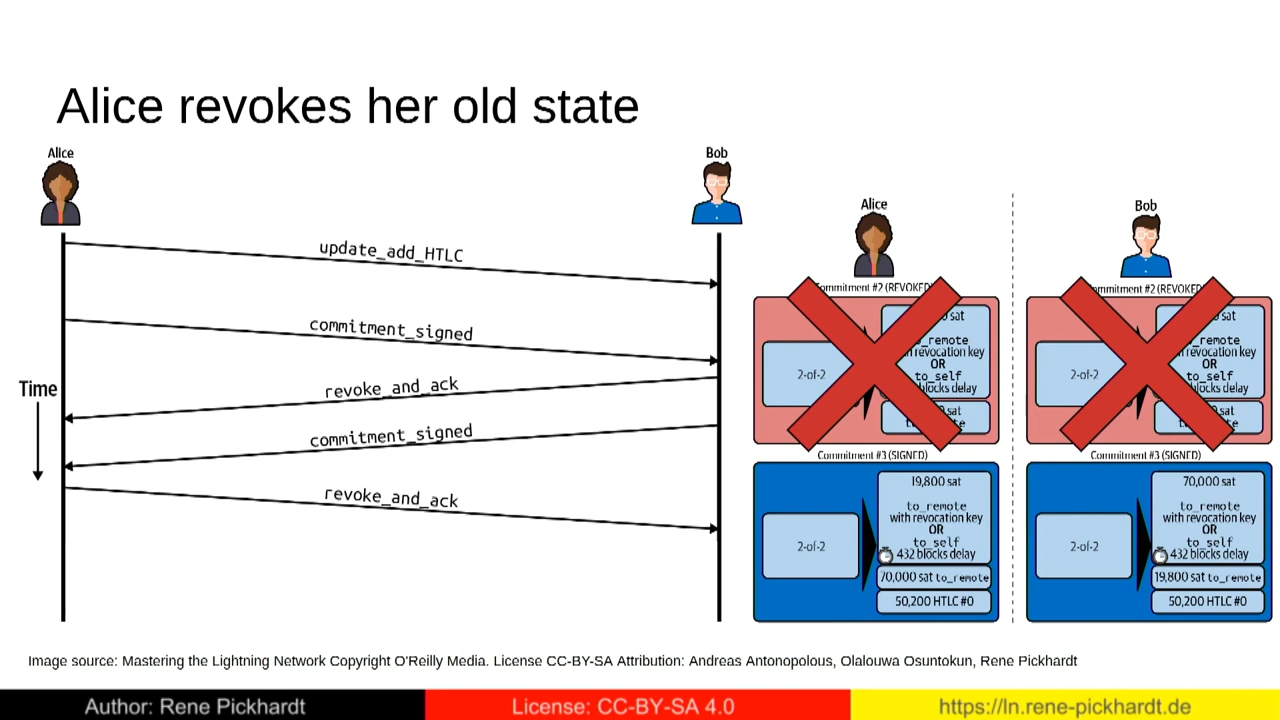 Alice revokes her old state
Alice
Bob
update_add_HTLC
commitment_signed
revoke_and_ack
commitment_signed
revoke_and_ack
Time
Alice
Commitment #2 (REVOKED)
2-of-2
sat
revocation key
OR
to_self
blocks delay
sat
Commitment #3 (SIGNED)
2-of-2
19,800 sat
to_remote
with revocation key
OR
to_self
432 blocks delay
70,000 sat to_remote
50,200 HTLC #0
Bob
Commitment #2 (REVOKED)
2-of-2
sat
revocation key
OR
to_self
blocks delay
sat
Commitment #3 (SIGNED)
2-of-2
70,000 sat
to_remote
with revocation key
OR
to_self
432 blocks delay
19,800 sat to_remote
50,200 HTLC #0
Image source: Mastering the Lightning Network Copyright O'Reilly Media. License CC-BY-SA Attribution: Andreas Antonopolous, Olalouwa Osuntokun, Rene Pickhardt
Author: Rene Pickhardt
License: CC-BY-SA 4.0
https://ln.rene-pickhardt.de